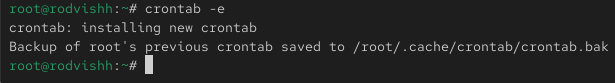 root@rodvishh:~# crontab -e
crontab: installing new crontab
Backup of root's previous crontab saved to /root/.cache/crontab/crontab.bak
root@rodvishh:~#